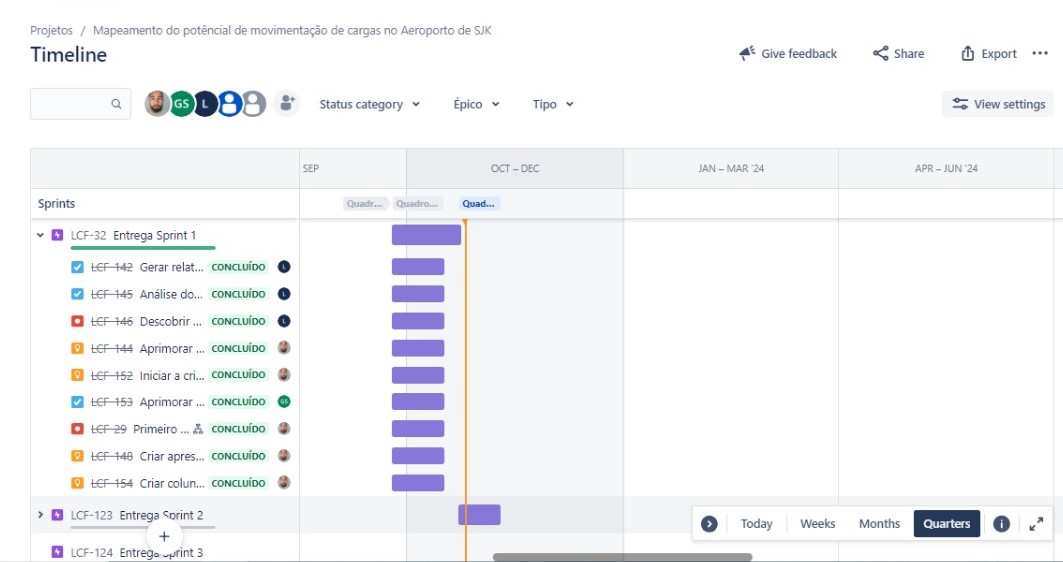 Projetos / Mapeamento do potêncial de movimentação de cargas no Aeroporto de SJK
Timeline
Give feedback
Share
Export
GS
L
Status category
Épico
Tipo
View settings
SEP
OCT – DEC
JAN – MAR '24
APR – JUN '24
Sprints
Quadr...
Quadro...
Quad...
LCF-32 Entrega Sprint 1
LCF-142 Gerar relat... CONCLUÍDO L
LCF-145 Análise do... CONCLUÍDO L
LCF-146 Descobrir ... CONCLUÍDO L
LCF-144 Aprimorar ... CONCLUÍDO
LCF-152 Iniciar a cri... CONCLUÍDO
LCF-153 Aprimorar ... CONCLUÍDO GS
LCF-29 Primeiro ... CONCLUÍDO
LCF-148 Criar apres... CONCLUÍDO
LCF-154 Criar colun... CONCLUÍDO
LCF-123 Entrega Sprint 2
LCF-124 Entrega Sprint 3
Today
Weeks
Months
Quarters